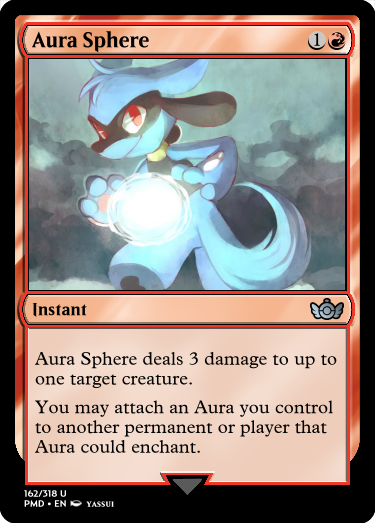 Aura Sphere 1
Instant
Aura Sphere deals 3 damage to up to
one target creature.
You may attach an Aura you control
to another permanent or player that
Aura could enchant.
162/318 U
PMD • EN YASSUI